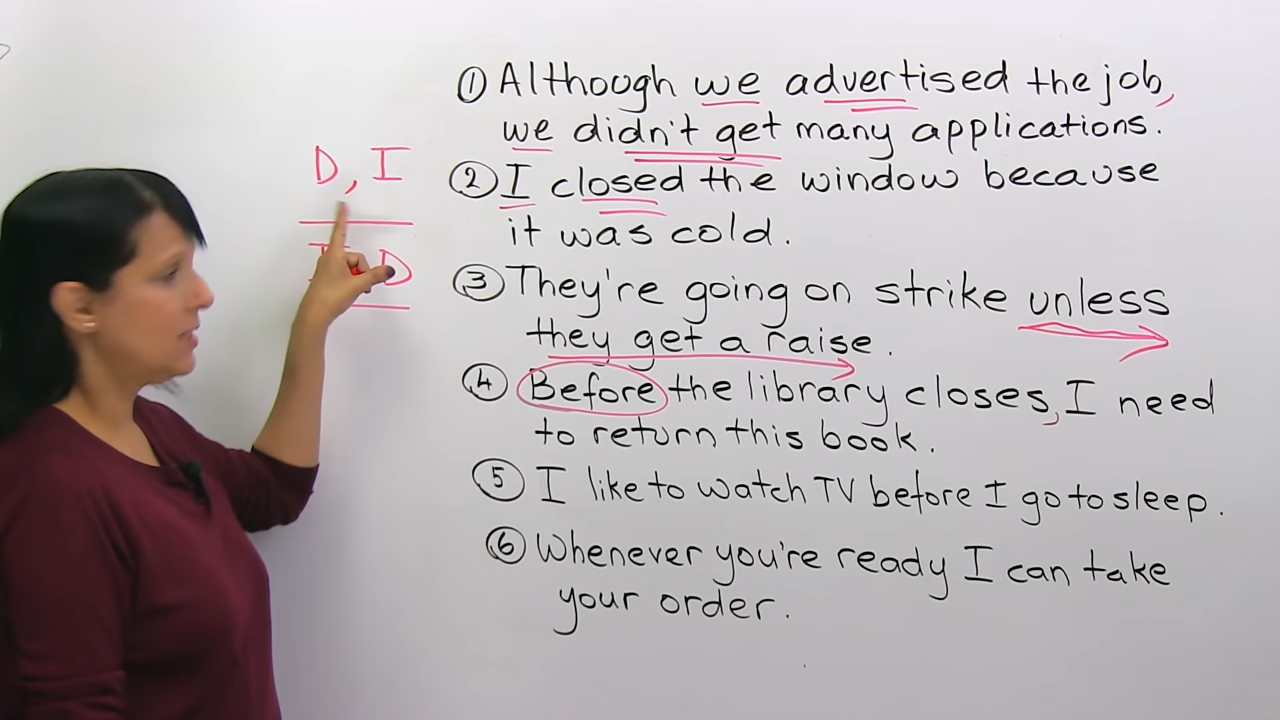 D, I
D
① Although we advertised the job,
we didn't get many applications.
② I closed the window because
it was cold.
③ They're going on strike unless
they get a raise.
④ Before the library closes, I need
to return this book.
⑤ I like to watch TV before I go to sleep.
⑥ Whenever you're ready I can take
your order.